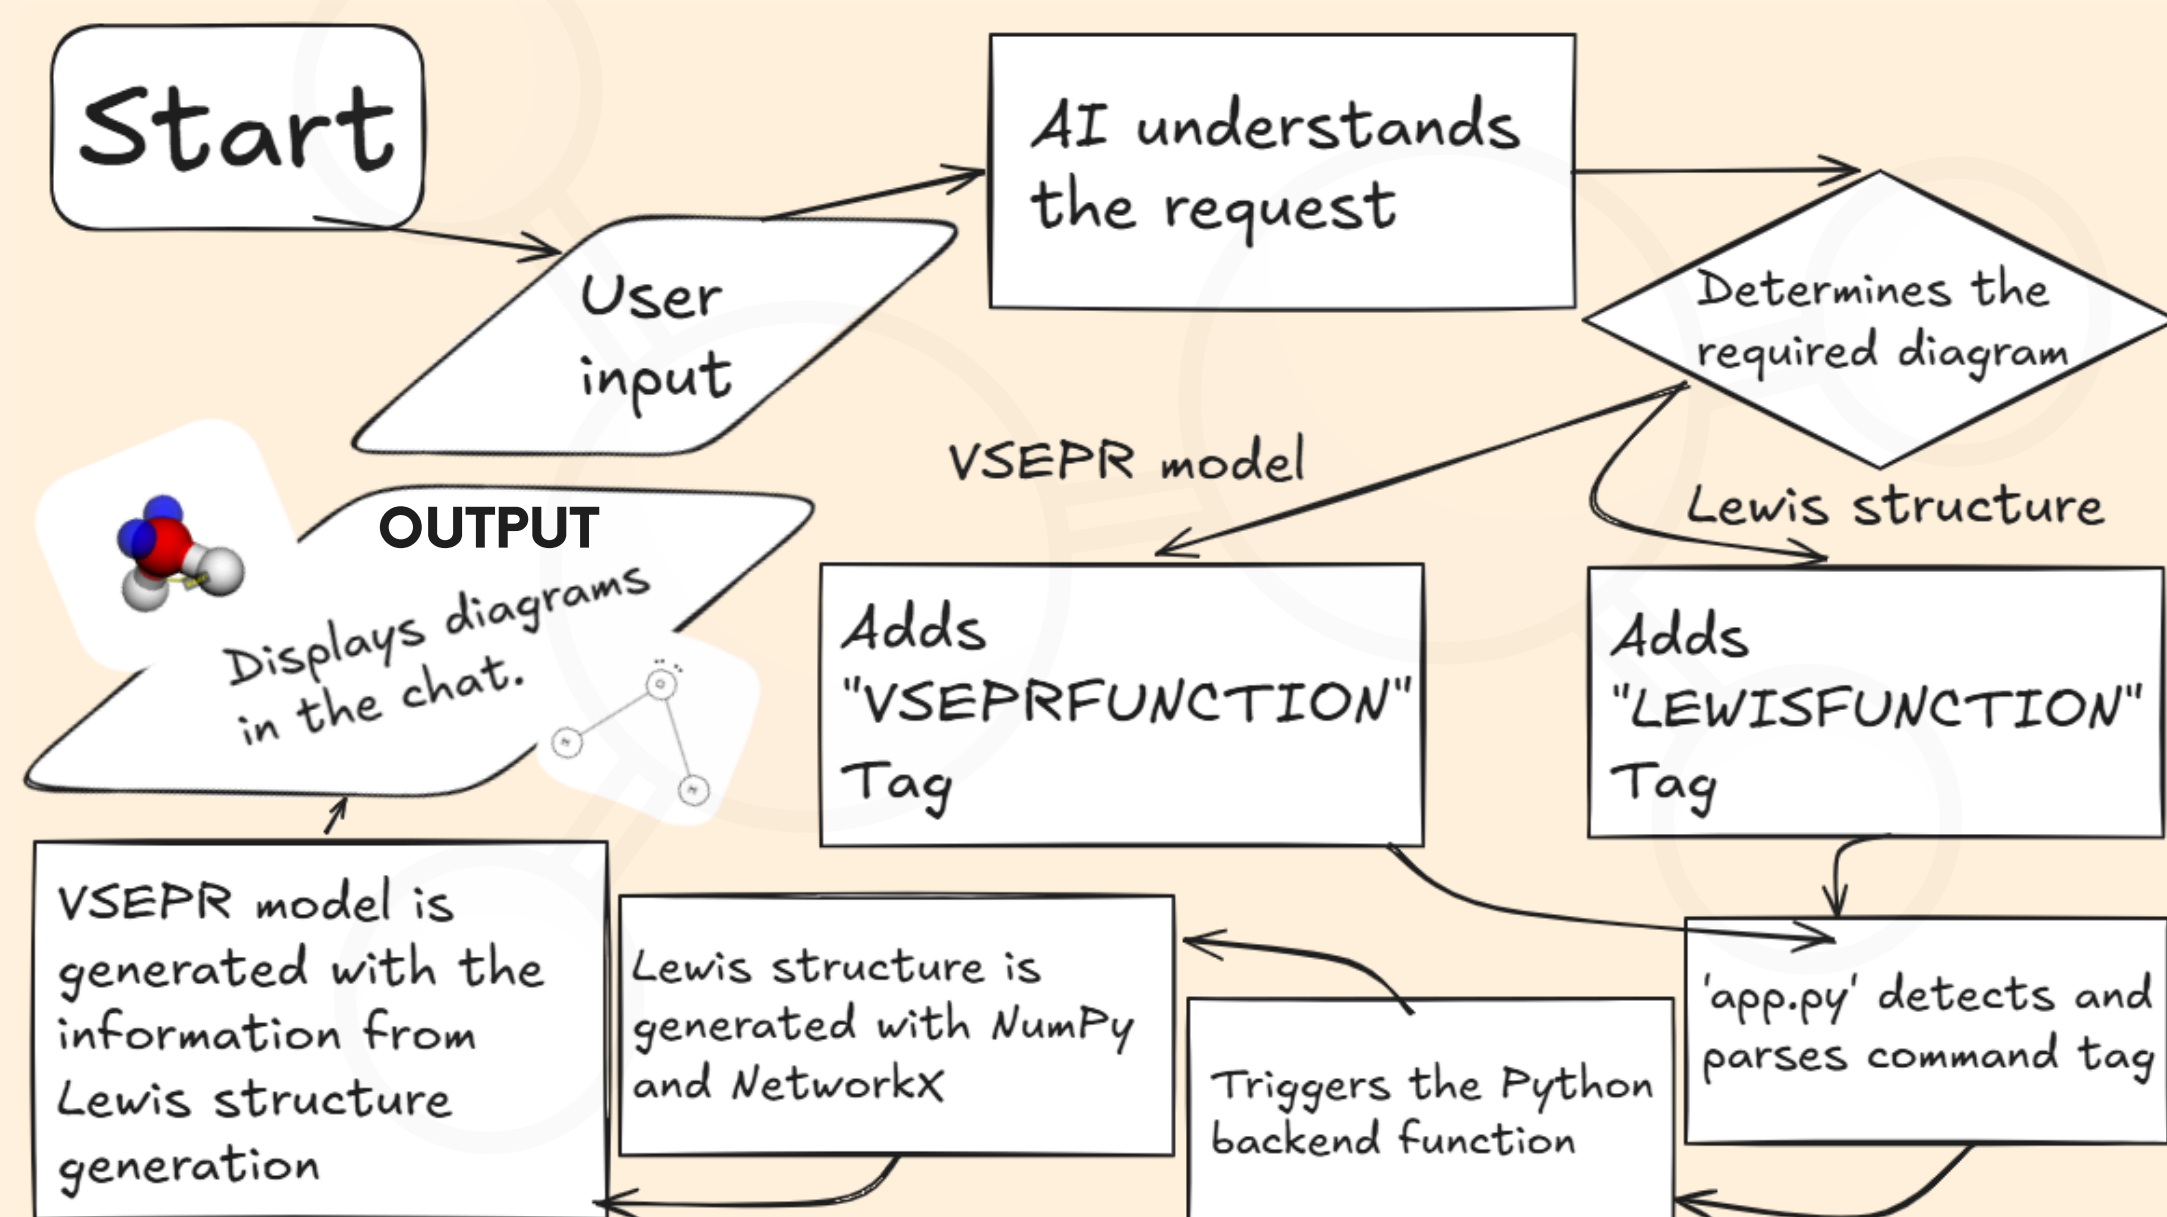 Start
User
input
AI understands
the request
Determines the
required diagram
VSEPR model
Lewis structure
Adds
"VSEPRFUNCTION"
Tag
Adds
"LEWISFUNCTION"
Tag
'app.py' detects and
parses command tag
Triggers the Python
backend function
Lewis structure is
generated with NumPy
and NetworkX
VSEPR model is
generated with the
information from
Lewis structure
generation
OUTPUT
Displays diagrams
in the chat.
O
H
H